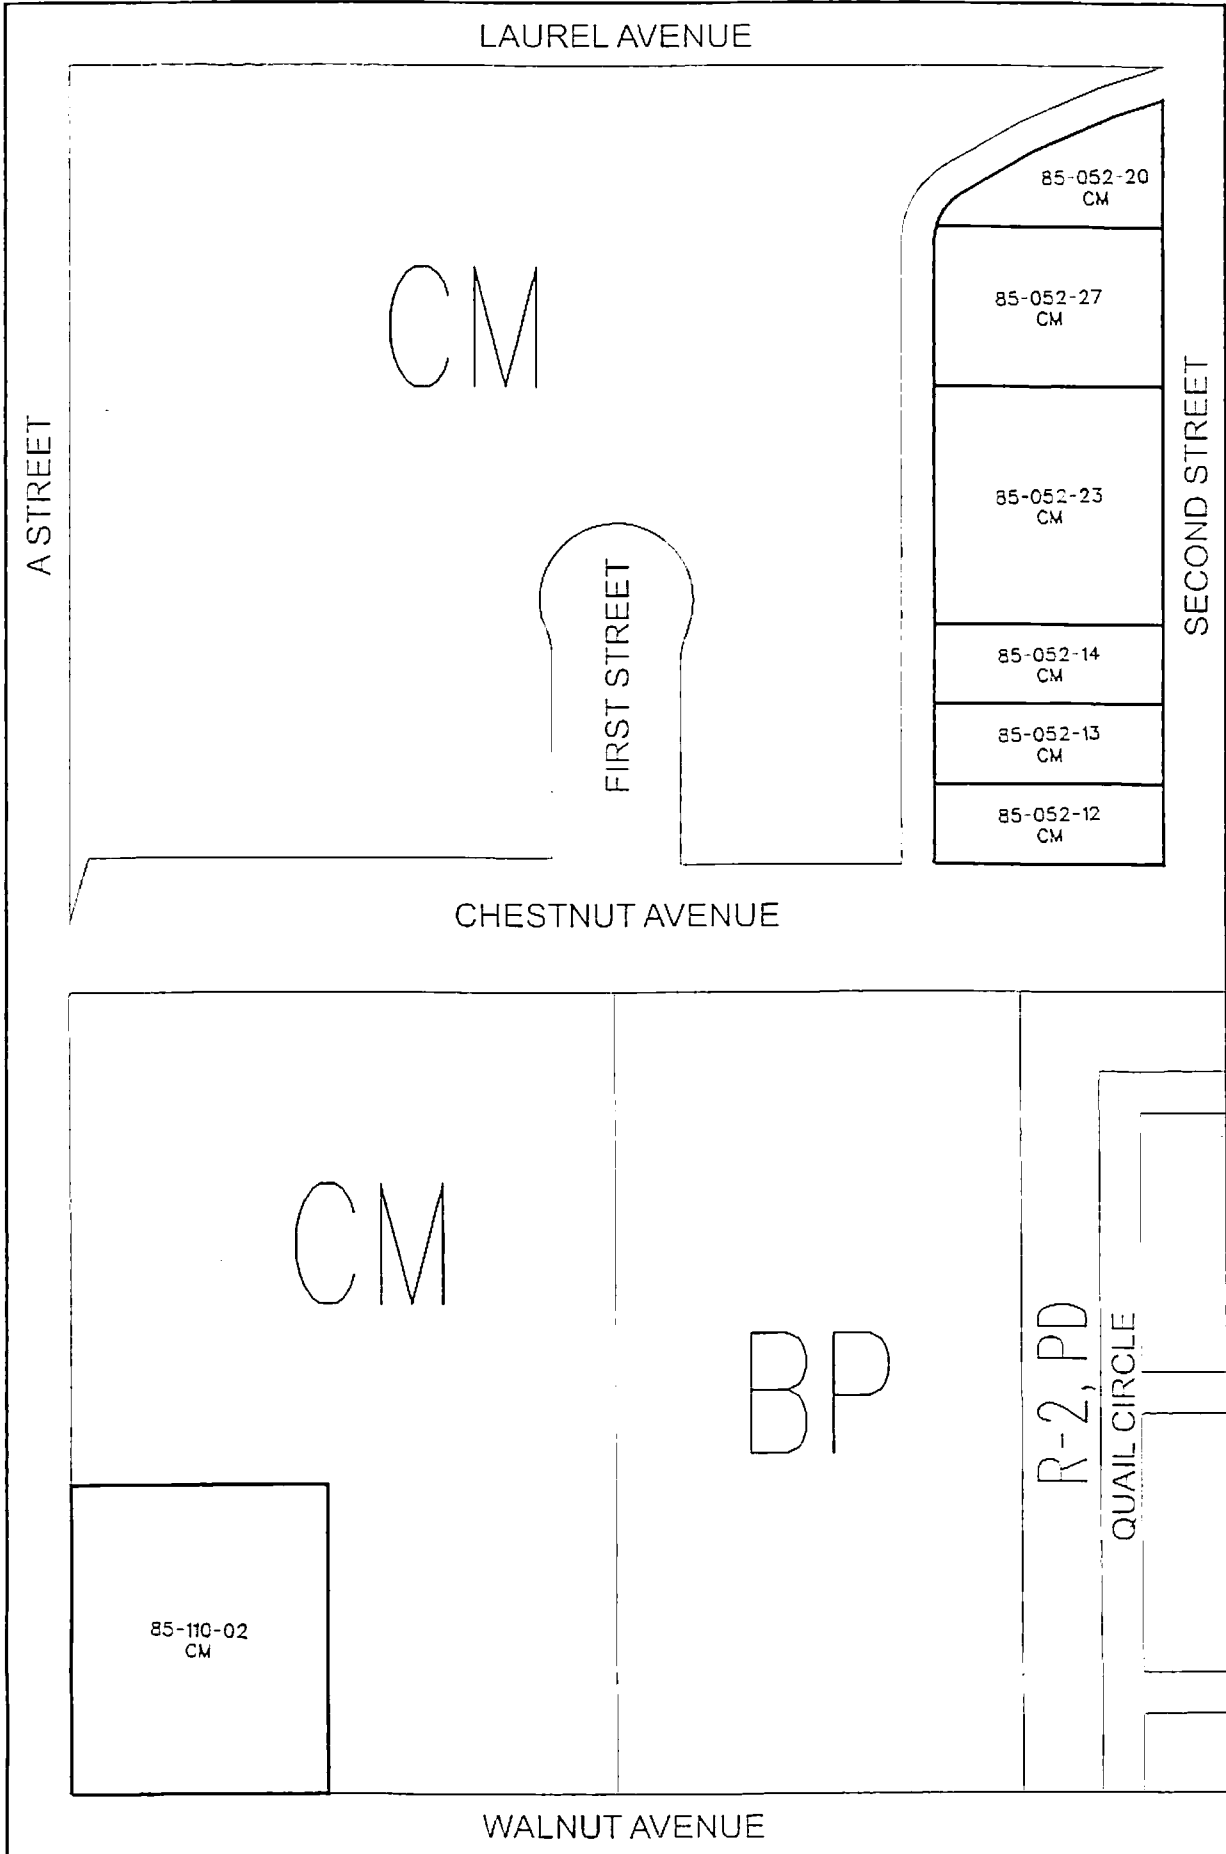 LAUREL AVENUE
85-052-20
CM
CM
85-052-27
CM
A STREET
SECOND STREET
85-052-23
CM
FIRST STREET
85-052-14
CM
85-052-13
CM
85-052-12
CM
CHESTNUT AVENUE
CM
BP
R-2, PD
QUAIL CIRCLE
85-110-02
CM
WALNUT AVENUE